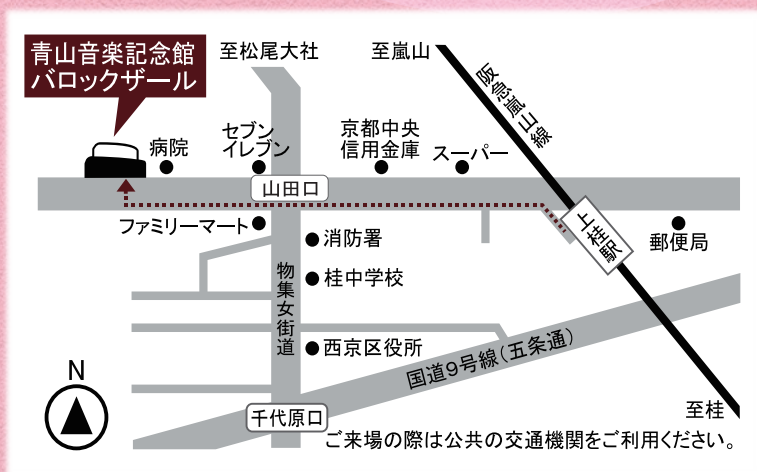 青山音楽記念館
バロックザール
至松尾大社
至嵐山
阪急嵐山線
病院
セブン
イレブン
京都中央
信用金庫
スーパー
山田口
ファミリーマート
消防署
上桂駅
郵便局
物集女街道
桂中学校
西京区役所
国道9号線(五条通)
N
千代原口
至桂
ご来場の際は公共の交通機関をご利用ください。